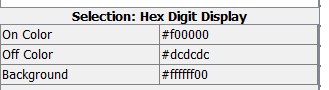 Selection: Hex Digit Display
On Color #f00000
Off Color #dcdcdc
Background #ffffff00